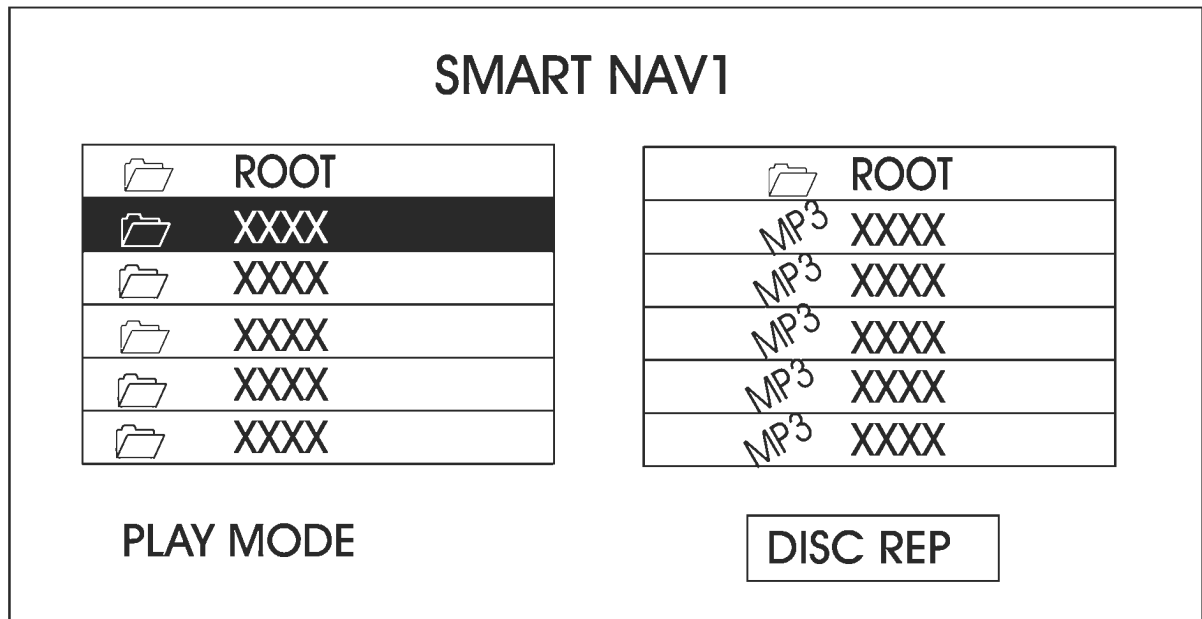 SMART NAV1
ROOT
XXXX
XXXX
XXXX
XXXX
XXXX
ROOT
MP3 XXXX
MP3 XXXX
MP3 XXXX
MP3 XXXX
MP3 XXXX
PLAY MODE
DISC REP